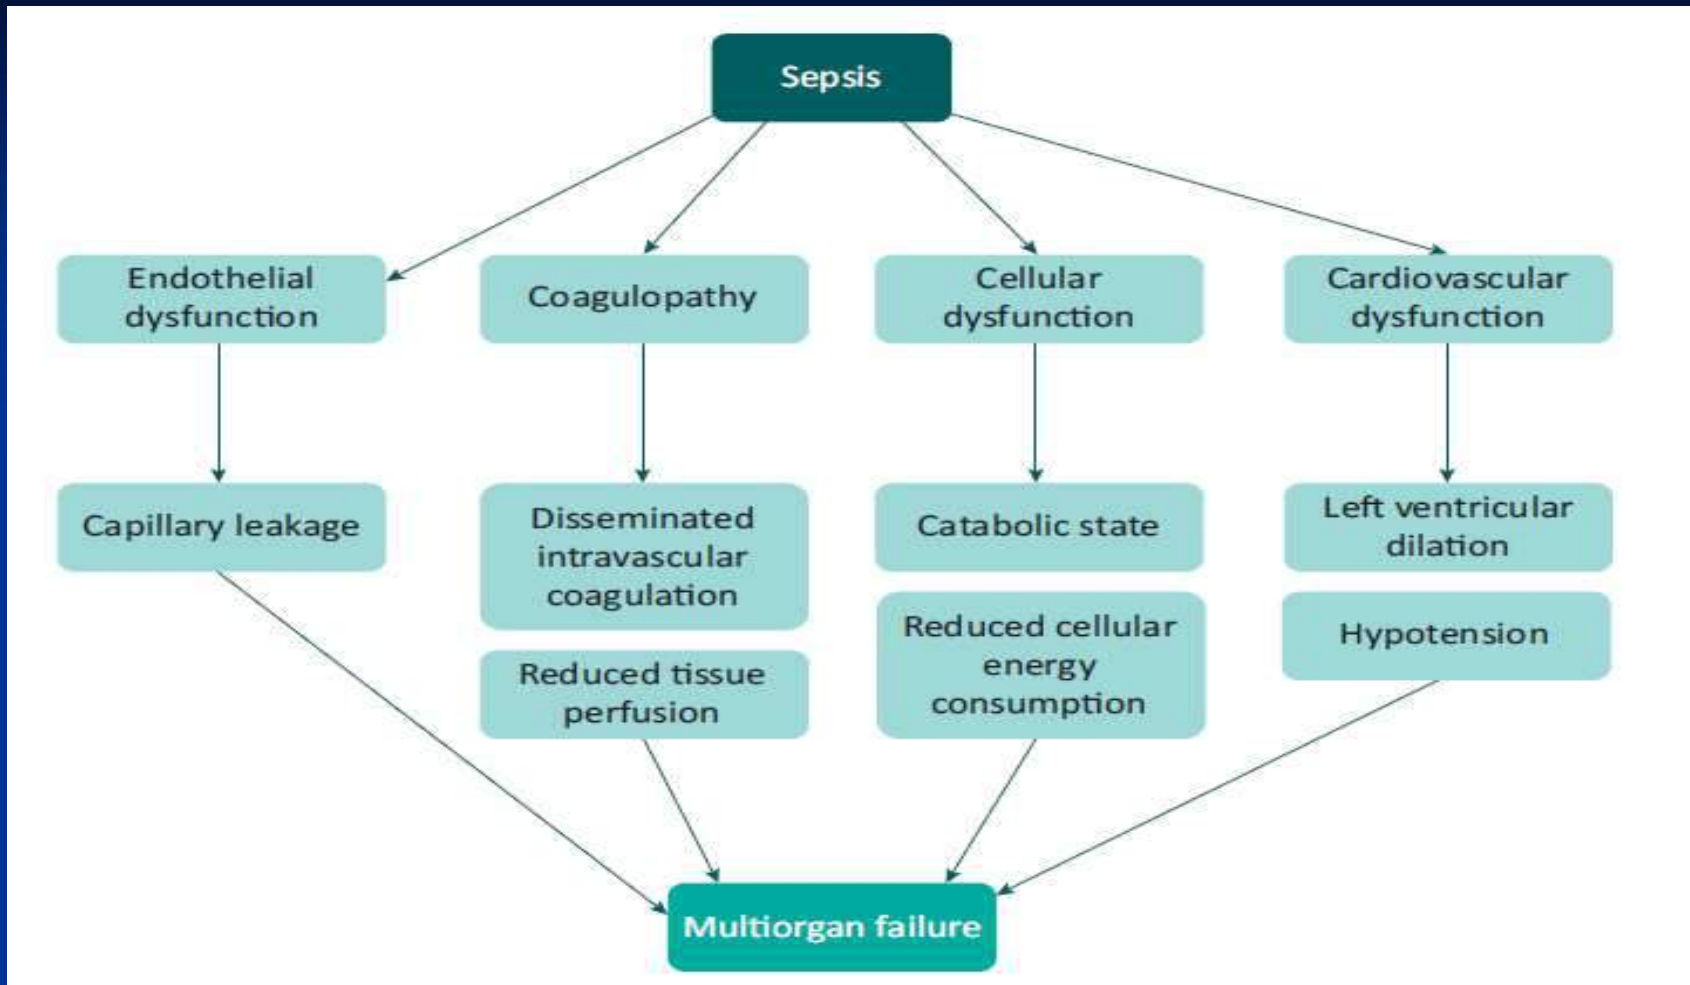 Sepsis
Endothelial
dysfunction
Coagulopathy
Cellular
dysfunction
Cardiovascular
dysfunction
Capillary leakage
Disseminated
intravascular
coagulation
Catabolic state
Left ventricular
dilation
Reduced tissue
perfusion
Reduced cellular
energy
consumption
Hypotension
Multiorgan failure